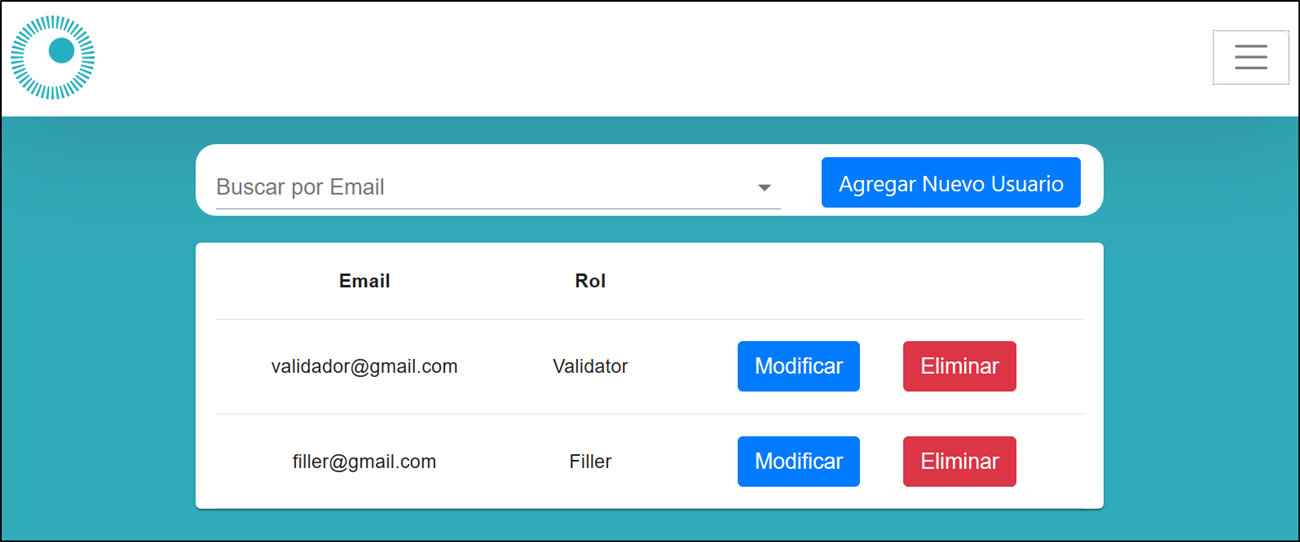 Buscar por Email
Agregar Nuevo Usuario
Email Rol
validador@gmail.com Validator Modificar Eliminar
filler@gmail.com Filler Modificar Eliminar